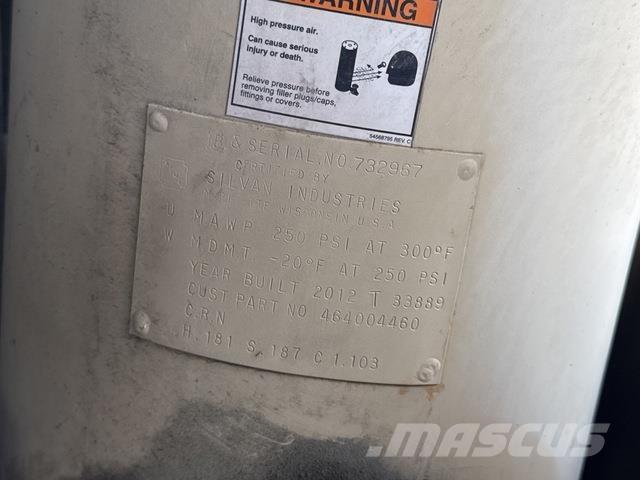 WARNING
High pressure air.
Can cause serious
injury or death.
Relieve pressure before
removing filler plugs/caps,
fittings or covers.
54568795 REV. C
& SERIAL.NO.732967
CERTIFIED BY
SILVAN INDUSTRIES
WISCONSIN U.S.A
U M.A.W.P. 250 PSI AT 300°F
W M.D.M.T. -20°F AT 250 PSI
YEAR BUILT 2012 T 33889
CUST PART NO 464004460
C.R.N
H .181 S .187 C 1.103
MASCUS